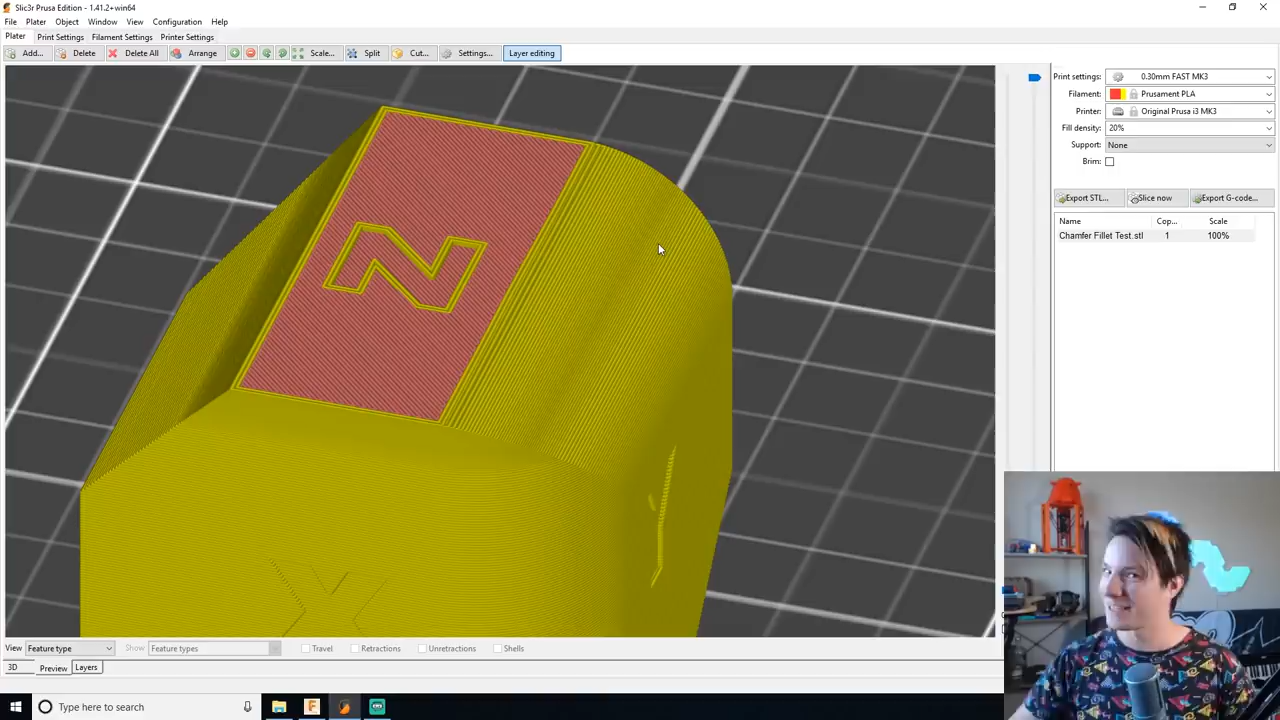 Slic3r Prusa Edition - 1.41.2+win64
File Plater Object Window View Configuration Help
Plater Print Settings Filament Settings Printer Settings
Add... Delete Delete All Arrange Scale... Split Cut... Settings... Layer editing
Print settings: 0.30mm FAST MK3
Filament: Prusament PLA
Printer: Original Prusa i3 MK3
Fill density: 20%
Support: None
Brim:
Export STL... Slice now Export G-code...
Name Cop... Scale
Chamfer Fillet Test.stl 1 100%
Z
X
View Feature type Show Feature types Travel Retractions Unretractions Shells
3D Preview Layers
Type here to search